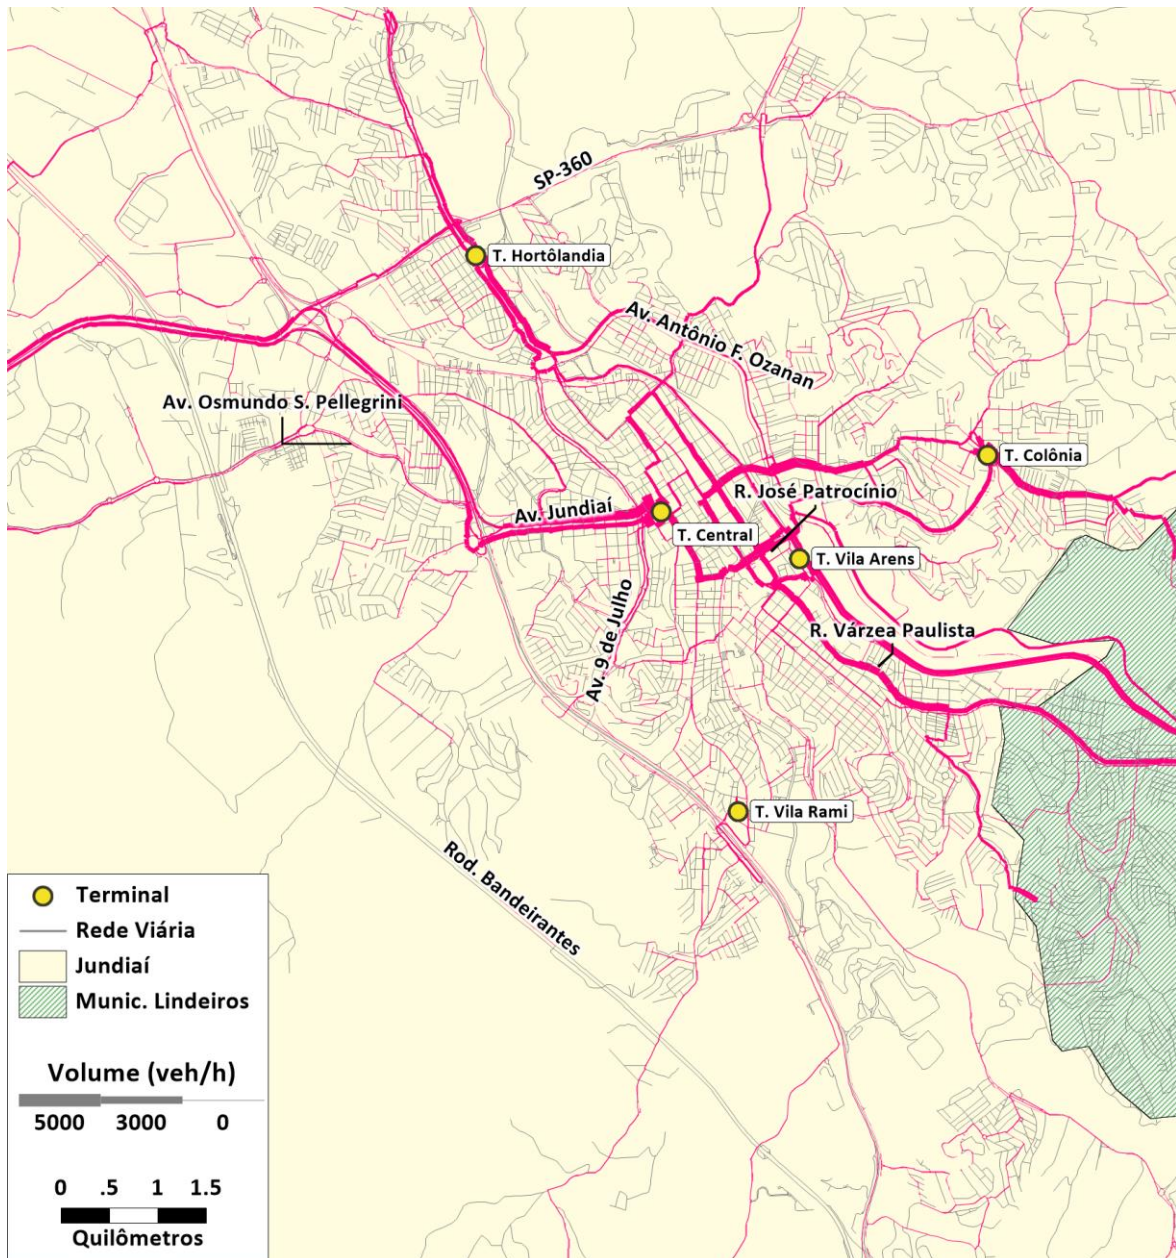 SP-360
T. Hortôlandia
Av. Antônio F. Ozanan
Av. Osmundo S. Pellegrini
T. Colônia
R. José Patrocínio
Av. Jundiaí
T. Central
T. Vila Arens
Av. 9 de Julho
R. Várzea Paulista
T. Vila Rami
Rod. Bandeirantes
Terminal
Rede Viária
Jundiaí
Munic. Lindeiros
Volume (veh/h)
5000 3000 0
0 .5 1 1.5
Quilômetros